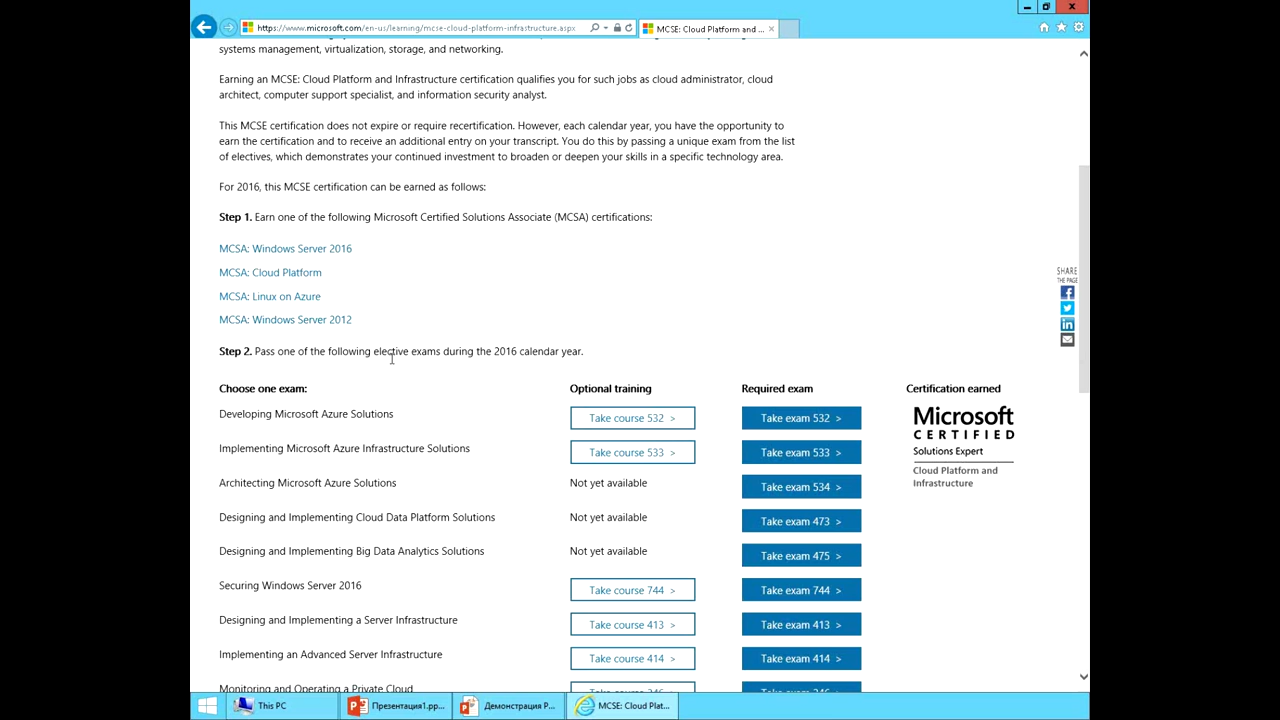 https://www.microsoft.com/en-us/learning/mcse-cloud-platform-infrastructure.aspx
MCSE: Cloud Platform and ...
systems management, virtualization, storage, and networking.
Earning an MCSE: Cloud Platform and Infrastructure certification qualifies you for such jobs as cloud administrator, cloud
architect, computer support specialist, and information security analyst.
This MCSE certification does not expire or require recertification. However, each calendar year, you have the opportunity to
earn the certification and to receive an additional entry on your transcript. You do this by passing a unique exam from the list
of electives, which demonstrates your continued investment to broaden or deepen your skills in a specific technology area.
For 2016, this MCSE certification can be earned as follows:
Step 1. Earn one of the following Microsoft Certified Solutions Associate (MCSA) certifications:
MCSA: Windows Server 2016
MCSA: Cloud Platform
MCSA: Linux on Azure
MCSA: Windows Server 2012
SHARE
THE PAGE
Step 2. Pass one of the following elective exams during the 2016 calendar year.
Choose one exam: Optional training Required exam Certification earned
Developing Microsoft Azure Solutions Take course 532 > Take exam 532 >
Implementing Microsoft Azure Infrastructure Solutions Take course 533 > Take exam 533 >
Architecting Microsoft Azure Solutions Not yet available Take exam 534 >
Designing and Implementing Cloud Data Platform Solutions Not yet available Take exam 473 >
Designing and Implementing Big Data Analytics Solutions Not yet available Take exam 475 >
Securing Windows Server 2016 Take course 744 > Take exam 744 >
Designing and Implementing a Server Infrastructure Take course 413 > Take exam 413 >
Implementing an Advanced Server Infrastructure Take course 414 > Take exam 414 >
Monitoring and Operating a Private Cloud
Microsoft
CERTIFIED
Solutions Expert
Cloud Platform and
Infrastructure
This PC
Презентация1.pp...
Демонстрация P...
MCSE: Cloud Plat...